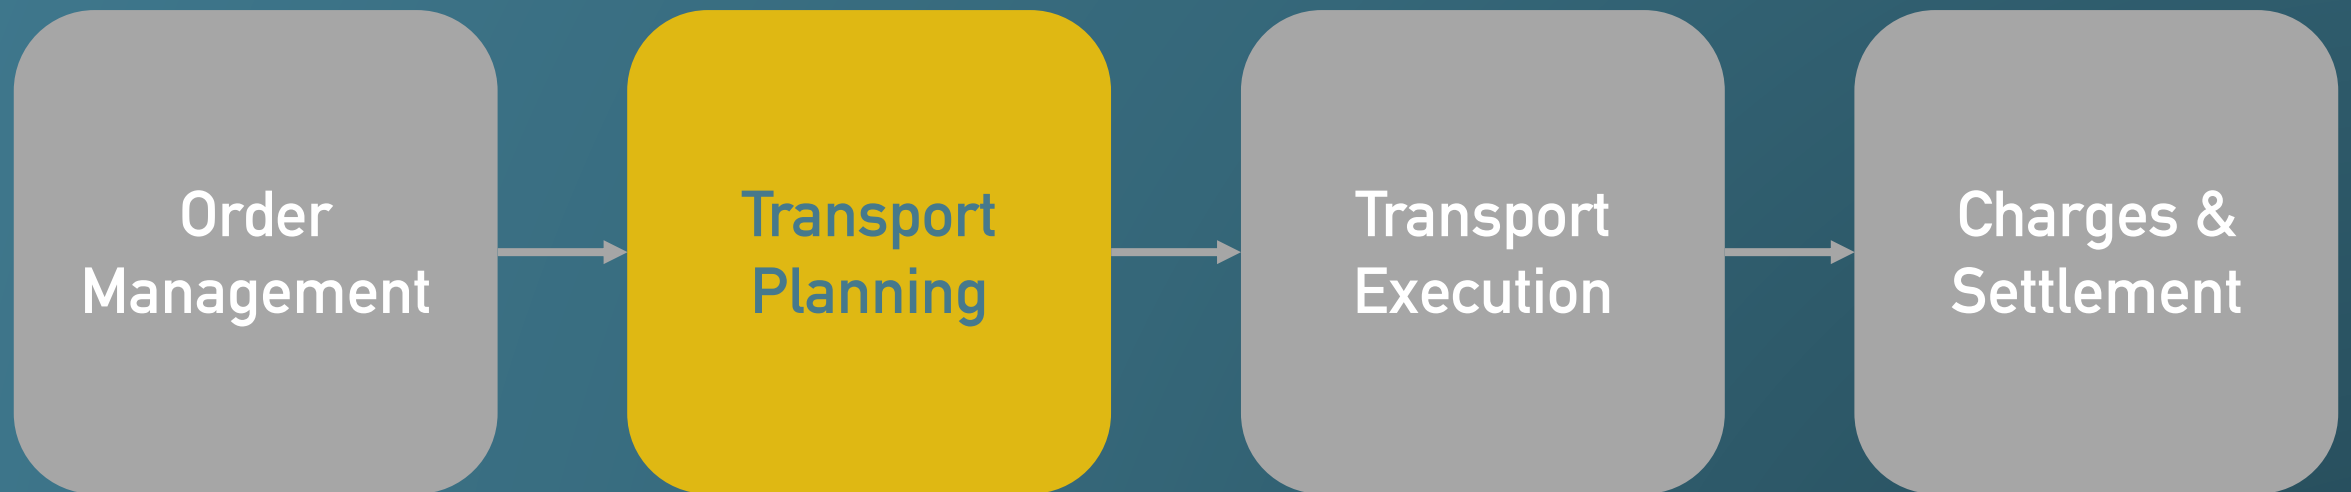 Order
Management
Transport
Planning
Transport
Execution
Charges &
Settlement